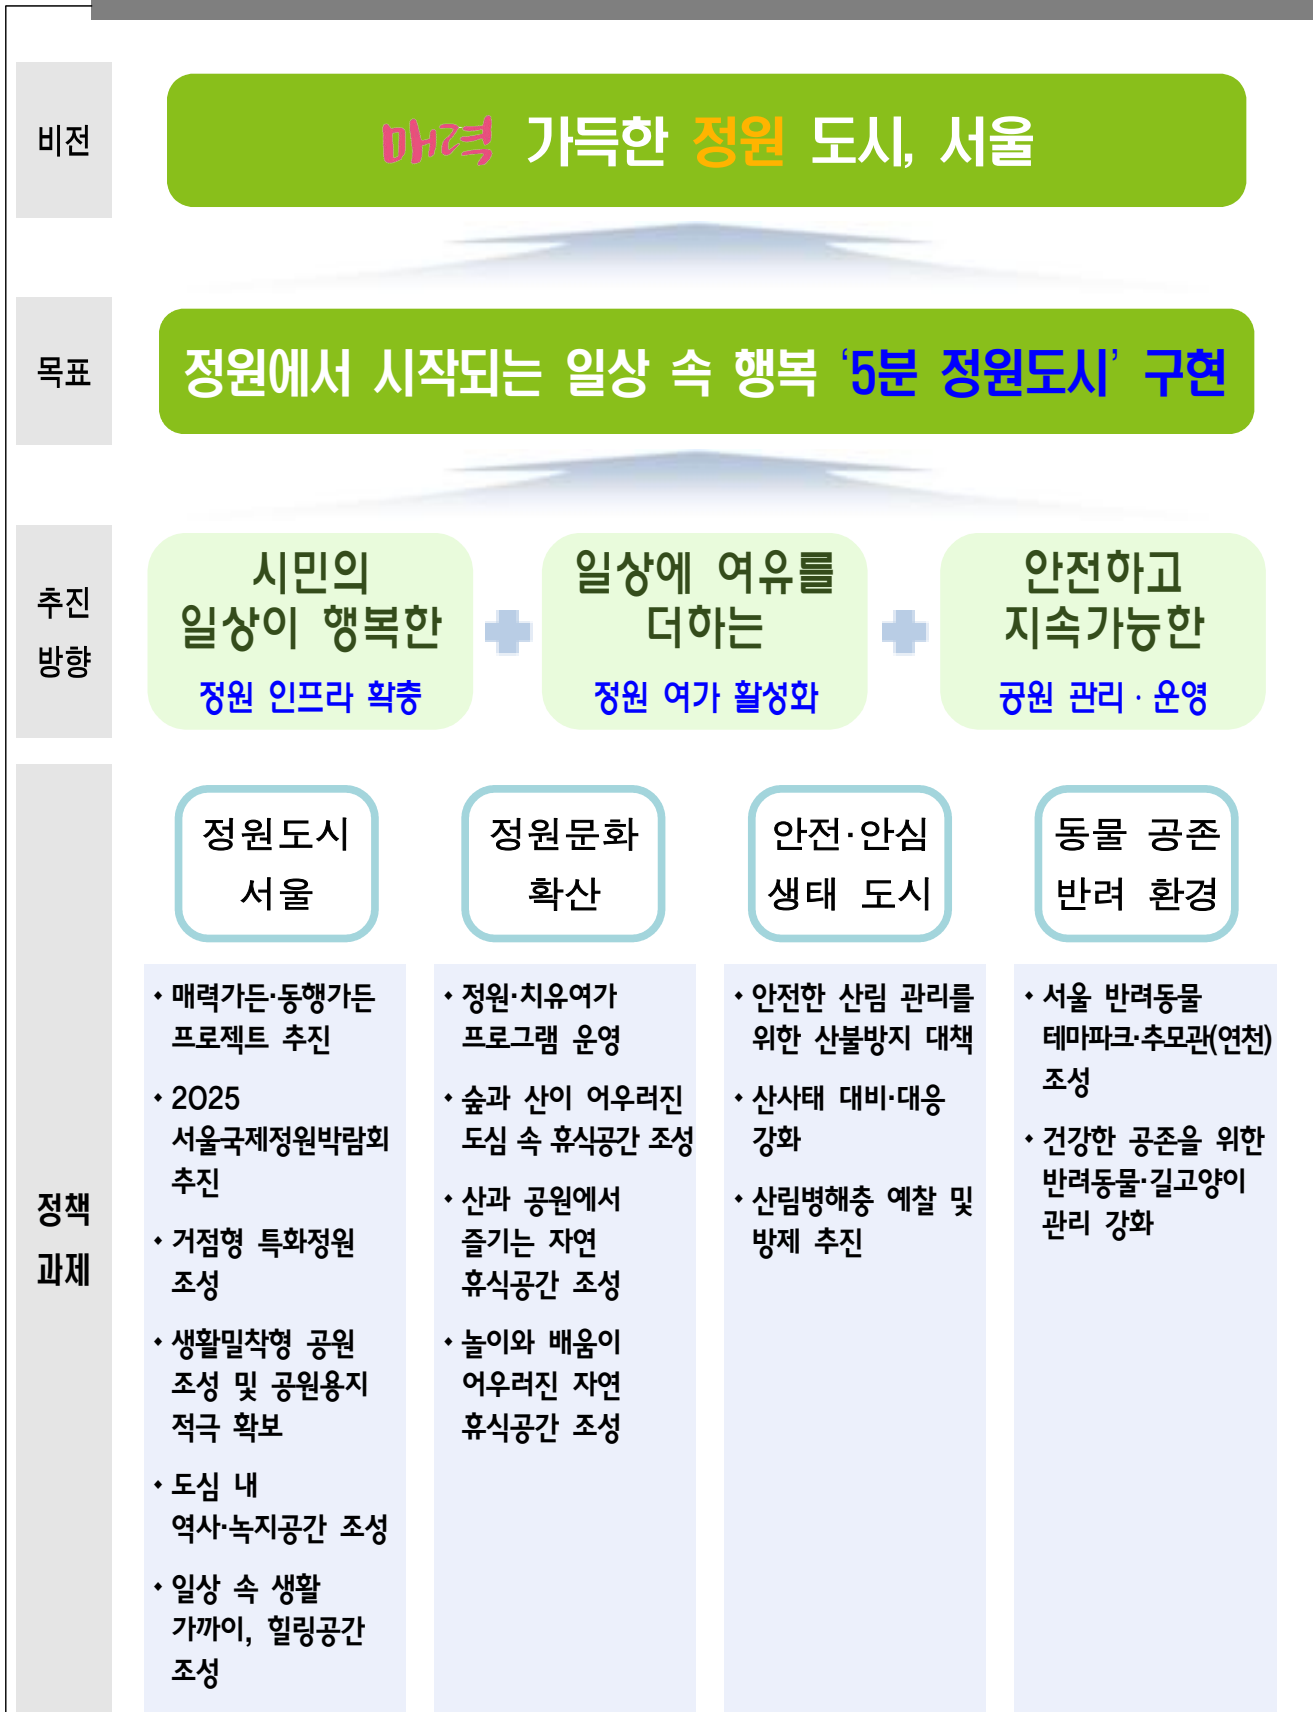 비전
매력 가득한 정원 도시, 서울
목표
정원에서 시작되는 일상 속 행복 ‘5분 정원도시’ 구현
추진
방향
시민의
일상이 행복한
정원 인프라 확충
일상에 여유를
더하는
정원 여가 활성화
안전하고
지속가능한
공원 관리·운영
정책
과제
정원도시
서울
매력가든·동행가든
프로젝트 추진
2025
서울국제정원박람회
추진
거점형 특화정원
조성
생활밀착형 공원
조성 및 공원용지
적극 확보
도심 내
역사·녹지공간 조성
일상 속 생활
가까이, 힐링공간
조성
정원문화
확산
정원·치유여가
프로그램 운영
숲과 산이 어우러진
도심 속 휴식공간 조성
산과 공원에서
즐기는 자연
휴식공간 조성
놀이와 배움이
어우러진 자연
휴식공간 조성
안전·안심
생태 도시
안전한 산림 관리를
위한 산불방지 대책
산사태 대비·대응
강화
산림병해충 예찰 및
방제 추진
동물 공존
반려 환경
서울 반려동물
테마파크·추모관(연천)
조성
건강한 공존을 위한
반려동물·길고양이
관리 강화